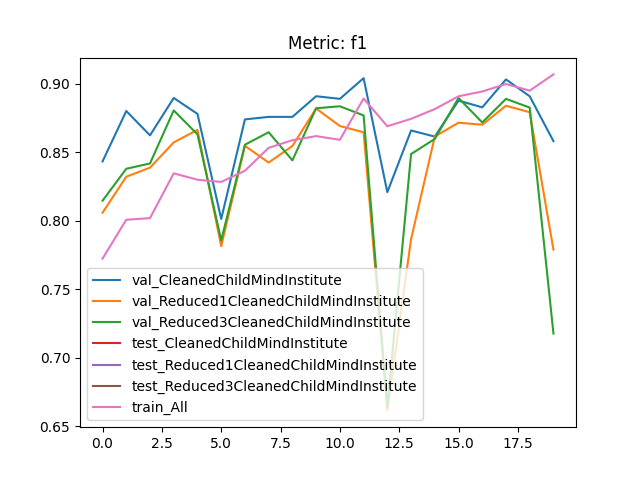 Metric: f1
0.90
0.85
0.80
0.75
0.70
0.65
val_CleanedChildMindInstitute
val_Reduced1CleanedChildMindInstitute
val_Reduced3CleanedChildMindInstitute
test_CleanedChildMindInstitute
test_Reduced1CleanedChildMindInstitute
test_Reduced3CleanedChildMindInstitute
train_All
0.0 2.5 5.0 7.5 10.0 12.5 15.0 17.5